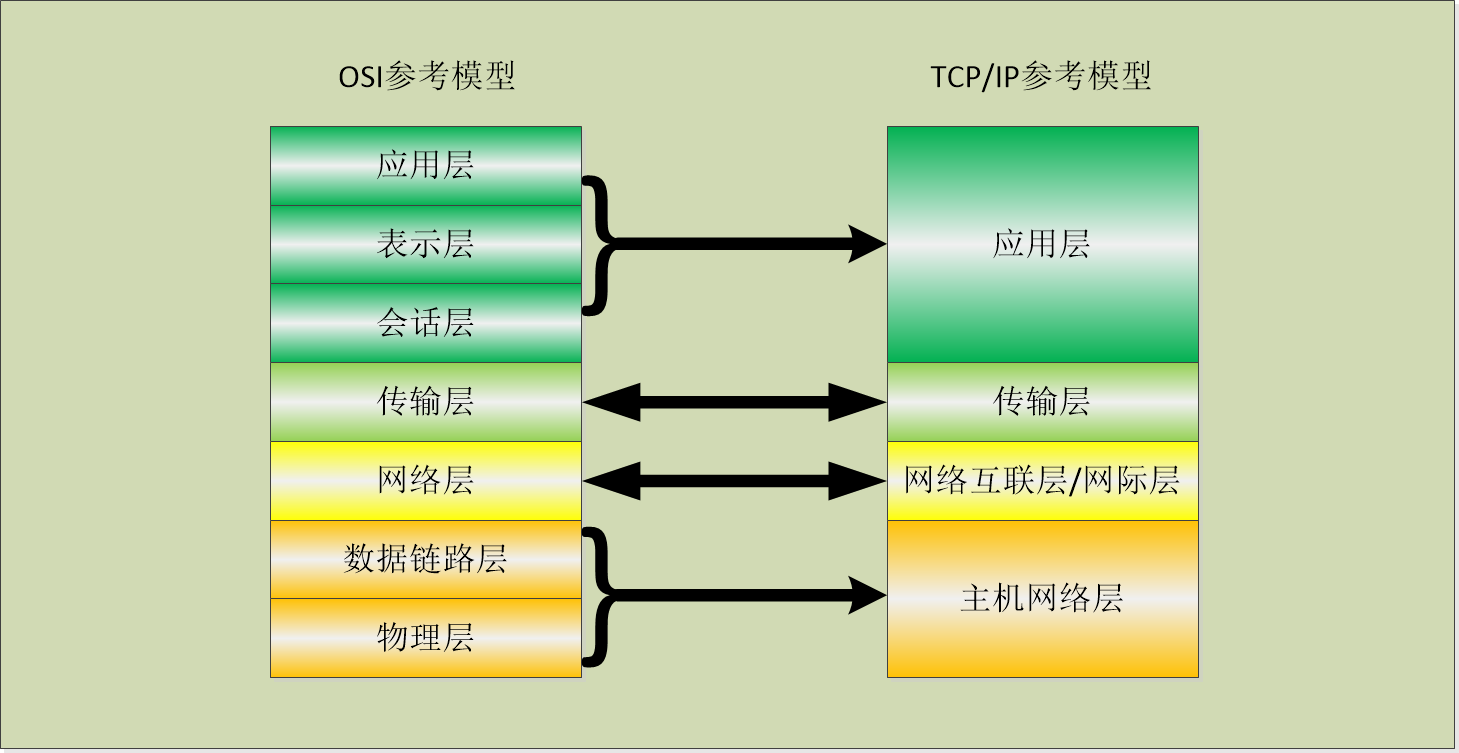 OSI参考模型
应用层
表示层
会话层
传输层
网络层
数据链路层
物理层
TCP/IP参考模型
应用层
传输层
网络互联层/网际层
主机网络层